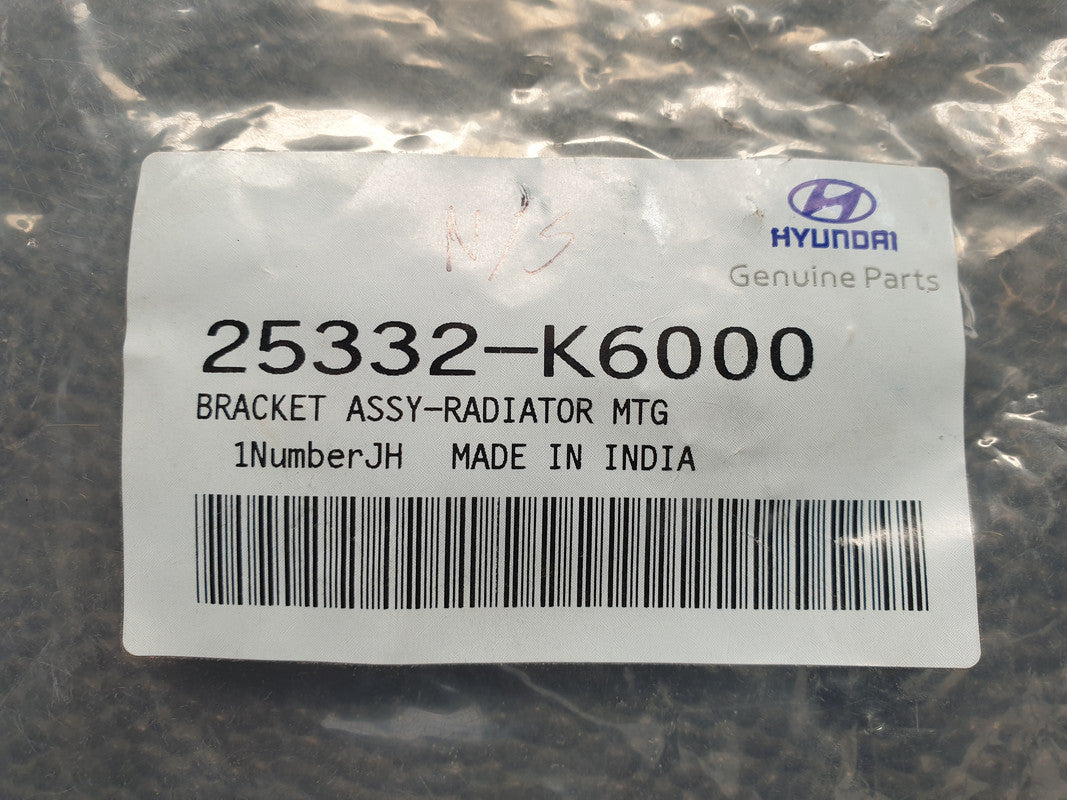 N/S
HYUNDAI
Genuine Parts
25332-K6000
BRACKET ASSY-RADIATOR MTG
1NumberJH MADE IN INDIA